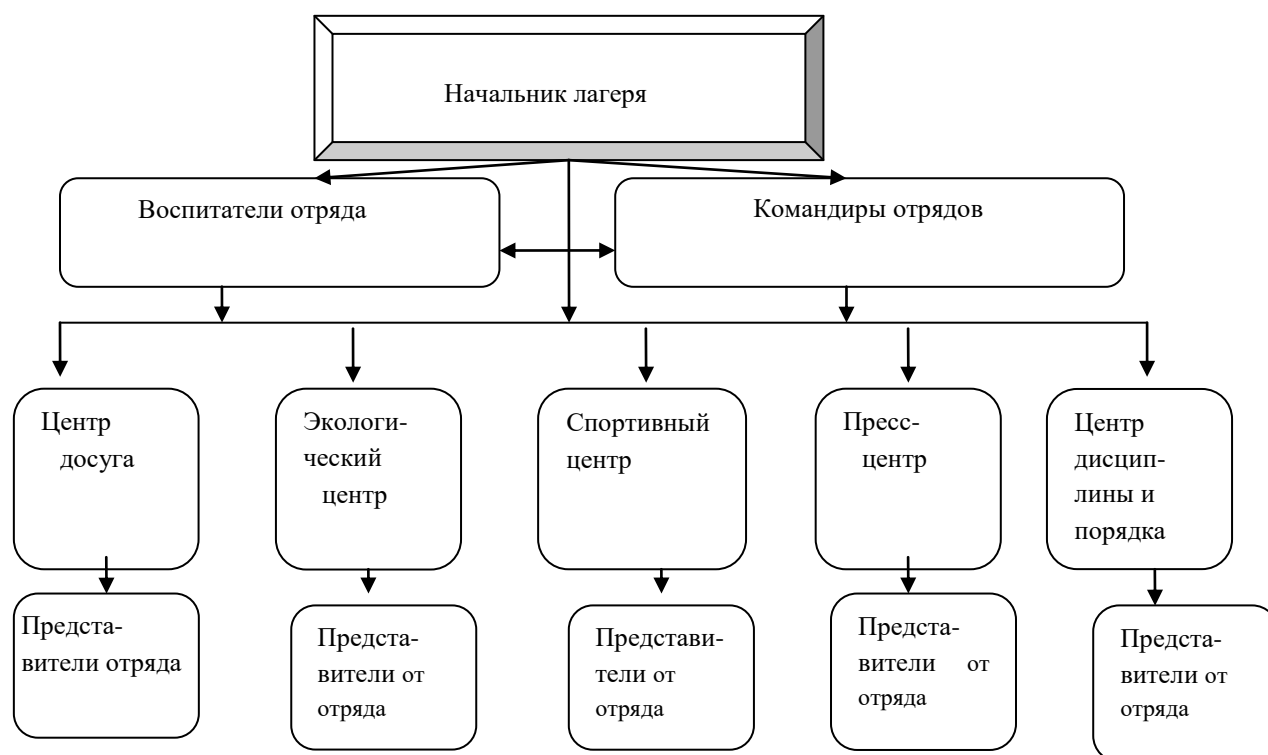 Начальник лагеря
Воспитатели отряда
Командиры отрядов
Центр
досуга
Экологи-
ческий
центр
Спортивный
центр
Пресс-
центр
Центр
дисцип-
лины и
порядка
Предста-
вители отряда
Предста-
вители от
отряда
Представи-
тели от
отряда
Предста-
вители от
отряда
Предста-
вители от
отряда